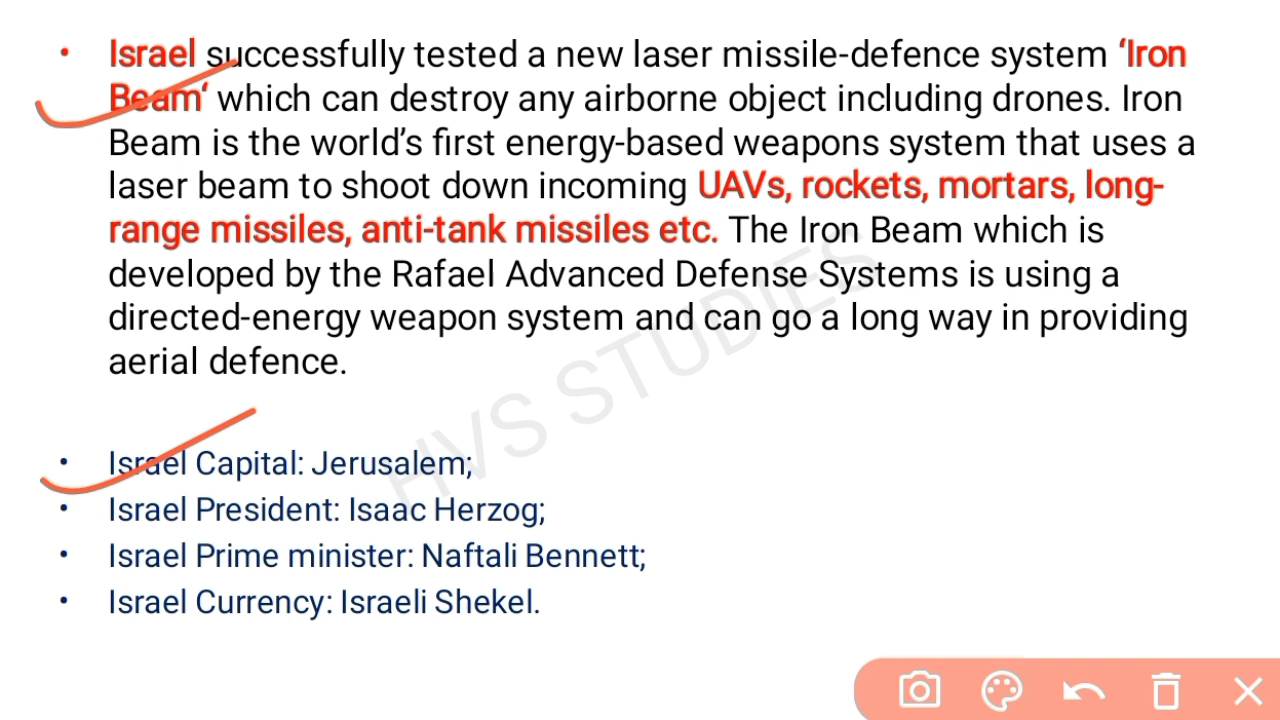 • Israel successfully tested a new laser missile-defence system ‘Iron
Beam‘ which can destroy any airborne object including drones. Iron
Beam is the world’s first energy-based weapons system that uses a
laser beam to shoot down incoming UAVs, rockets, mortars, long-
range missiles, anti-tank missiles etc. The Iron Beam which is
developed by the Rafael Advanced Defense Systems is using a
directed-energy weapon system and can go a long way in providing
aerial defence.
HVS STUDIES
• Israel Capital: Jerusalem;
• Israel President: Isaac Herzog;
• Israel Prime minister: Naftali Bennett;
• Israel Currency: Israeli Shekel.